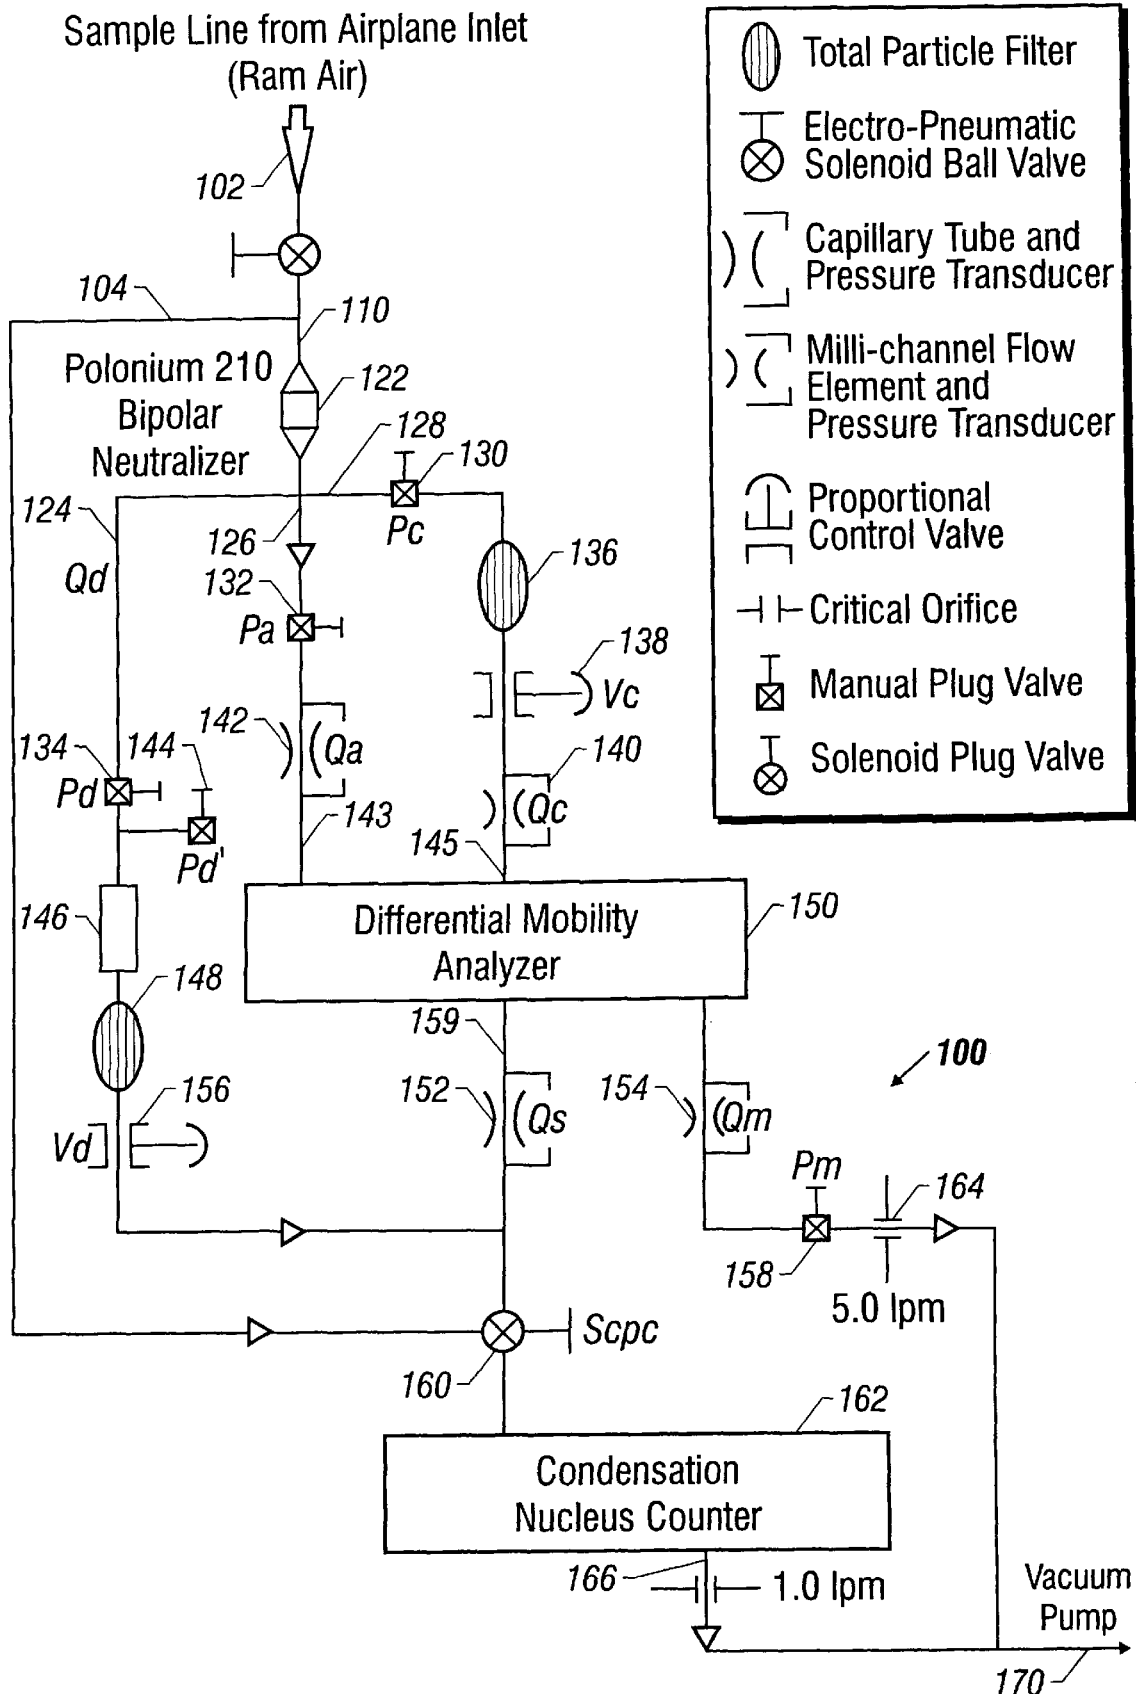 Sample Line from Airplane Inlet
(Ram Air)
102
104
110
Polonium 210
Bipolar
Neutralizer
122
128
130
124
126
Pc
Qd
132
136
Pa
138
Vc
142
Qa
134
144
140
Pd
Qc
143
145
Pd'
146
Differential Mobility
Analyzer
150
148
159
100
156
152
154
Vd
Qs
Qm
Pm
164
158
5.0 lpm
Scpc
160
162
Condensation
Nucleus Counter
166
1.0 lpm
Vacuum
Pump
170
Total Particle Filter
Electro-Pneumatic
Solenoid Ball Valve
Capillary Tube and
Pressure Transducer
Milli-channel Flow
Element and
Pressure Transducer
Proportional
Control Valve
Critical Orifice
Manual Plug Valve
Solenoid Plug Valve